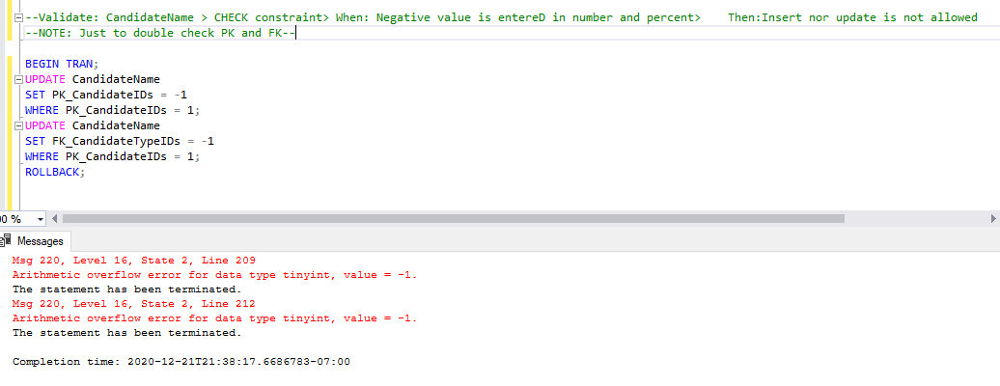 --Validate: CandidateName > CHECK constraint> When: Negative value is entereD in number and percent>    Then:Insert nor update is not allowed
--NOTE: Just to double check PK and FK--
BEGIN TRAN;
UPDATE CandidateName
SET PK_CandidateIDs = -1
WHERE PK_CandidateIDs = 1;
UPDATE CandidateName
SET FK_CandidateTypeIDs = -1
WHERE PK_CandidateIDs = 1;
ROLLBACK;
Messages
Msg 220, Level 16, State 2, Line 209
Arithmetic overflow error for data type tinyint, value = -1.
The statement has been terminated.
Msg 220, Level 16, State 2, Line 212
Arithmetic overflow error for data type tinyint, value = -1.
The statement has been terminated.
Completion time: 2020-12-21T21:38:17.6686783-07:00